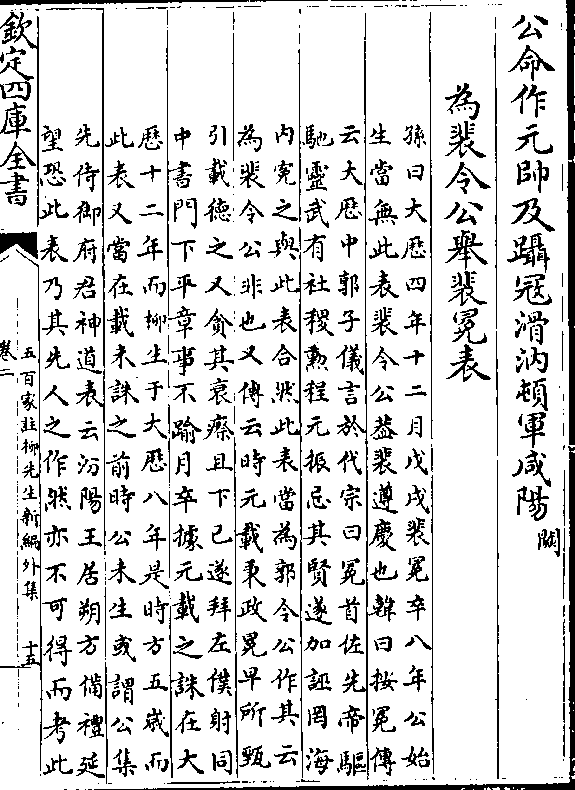 公命作元帥及躡冦滑汭頓軍咸陽闕
為裴令公舉裴冕表
孫曰大厯四年十二月戊戌裴冕卒八年公始
生當無此表裴令公葢裴遵慶也韓曰按冕傳
云大厯中郭子儀言於代宗曰冕首佐先帝驅
馳靈武有社稷勲程元振忌其賢遂加誣罔海
内寃之與此表合然此表當為郭令公作其云
為裴令公非也又傳云時元載秉政冕早所甄
引載德之又貪其衰瘵且下已遂拜左僕射同
中書門下平章事不踰月卒據元載之誅在大
厯十二年而柳生于大厯八年是時方五歳而
此表又當在載未誅之前時公未生或謂公集
先侍御府君神道表云汾陽王居朔方備禮延
望恐此表乃其先人之作然亦不可得而考此
欽定四庫全書
卷二
五百家註柳先生新編外集
十五